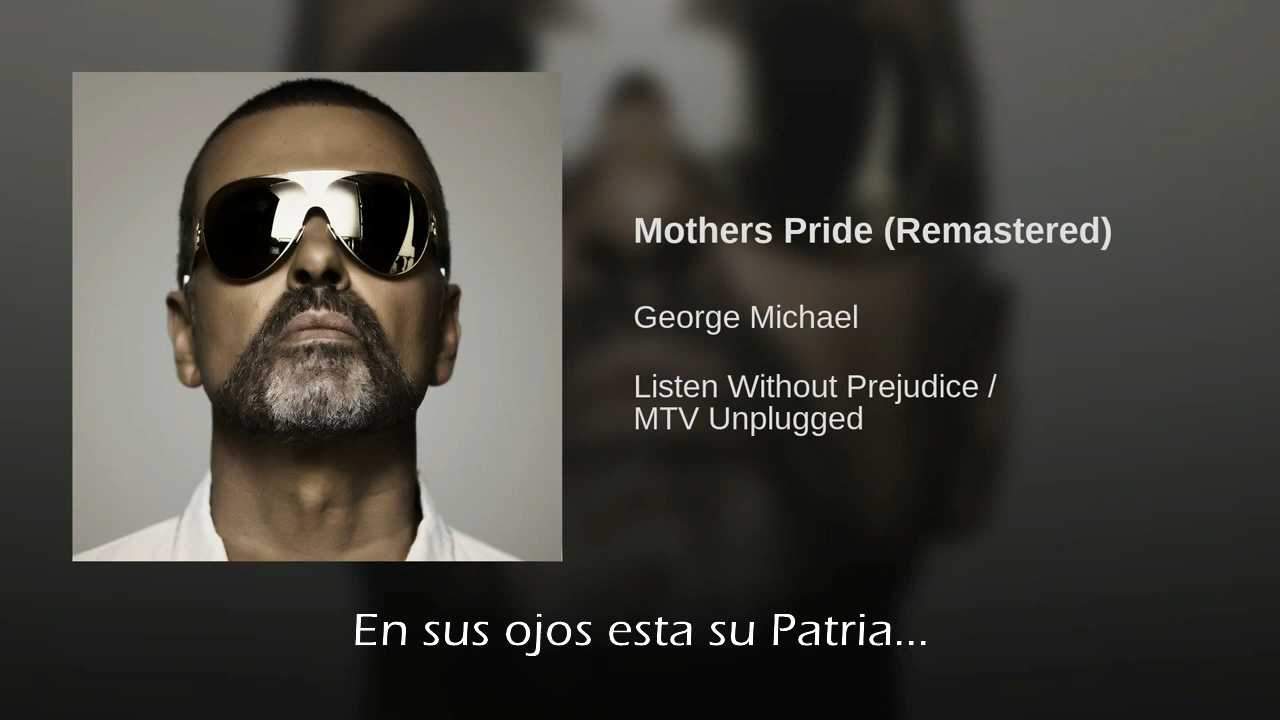 Mothers Pride (Remastered)
George Michael
Listen Without Prejudice /
MTV Unplugged
En sus ojos esta su Patria...